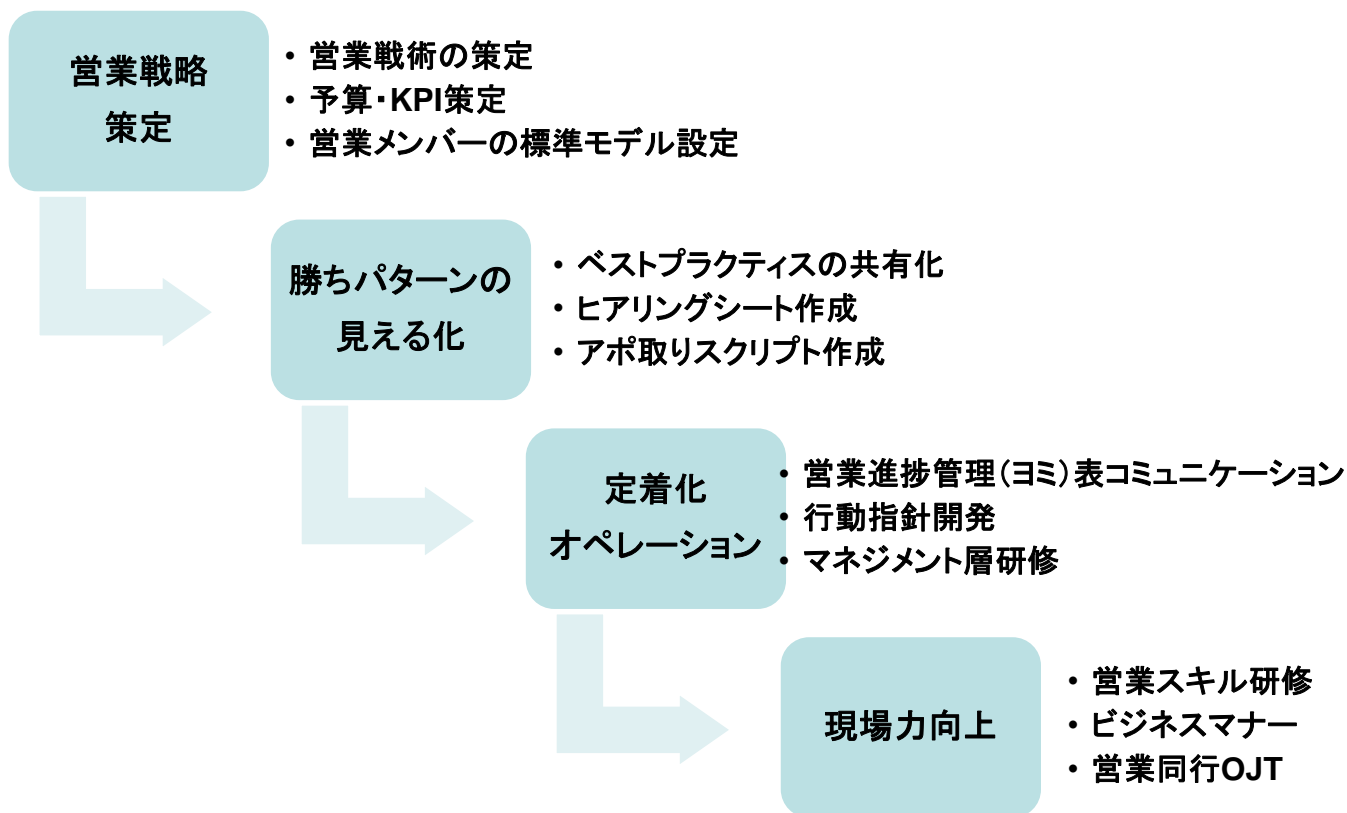 営業戦略
策定
• 営業戦術の策定
• 予算・KPI策定
• 営業メンバーの標準モデル設定
勝ちパターンの
見える化
• ベストプラクティスの共有化
• ヒアリングシート作成
• アポ取りスクリプト作成
定着化
オペレーション
• 営業進捗管理（ヨミ）表コミュニケーション
• 行動指針開発
• マネジメント層研修
現場力向上
• 営業スキル研修
• ビジネスマナー
• 営業同行OJT